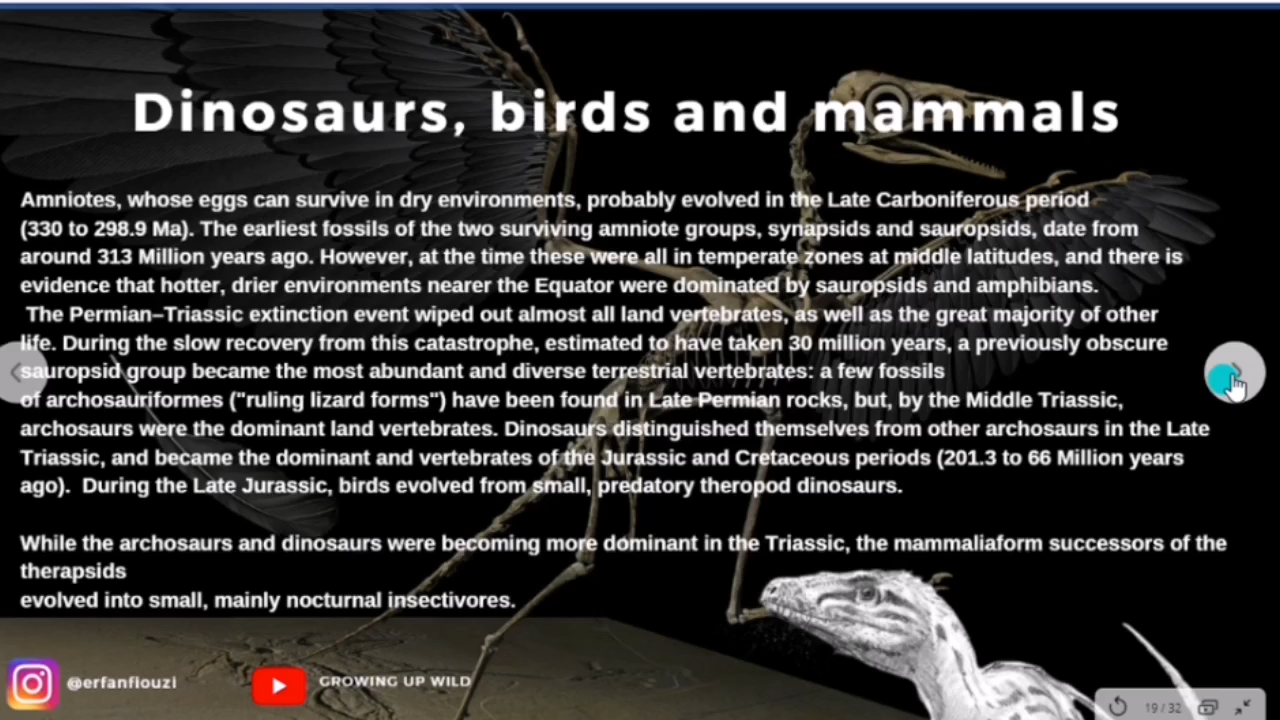 Dinosaurs, birds and mammals
Amniotes, whose eggs can survive in dry environments, probably evolved in the Late Carboniferous period
(330 to 298.9 Ma). The earliest fossils of the two surviving amniote groups, synapsids and sauropsids, date from
around 313 Million years ago. However, at the time these were all in temperate zones at middle latitudes, and there is
evidence that hotter, drier environments nearer the Equator were dominated by sauropsids and amphibians.
The Permian–Triassic extinction event wiped out almost all land vertebrates, as well as the great majority of other
life. During the slow recovery from this catastrophe, estimated to have taken 30 million years, a previously obscure
sauropsid group became the most abundant and diverse terrestrial vertebrates: a few fossils
of archosauriformes ("ruling lizard forms") have been found in Late Permian rocks, but, by the Middle Triassic,
archosaurs were the dominant land vertebrates. Dinosaurs distinguished themselves from other archosaurs in the Late
Triassic, and became the dominant and vertebrates of the Jurassic and Cretaceous periods (201.3 to 66 Million years
ago). During the Late Jurassic, birds evolved from small, predatory theropod dinosaurs.
While the archosaurs and dinosaurs were becoming more dominant in the Triassic, the mammaliaform successors of the
therapsids
evolved into small, mainly nocturnal insectivores.
@erfanfiouzi
GROWING UP WILD
19 / 32